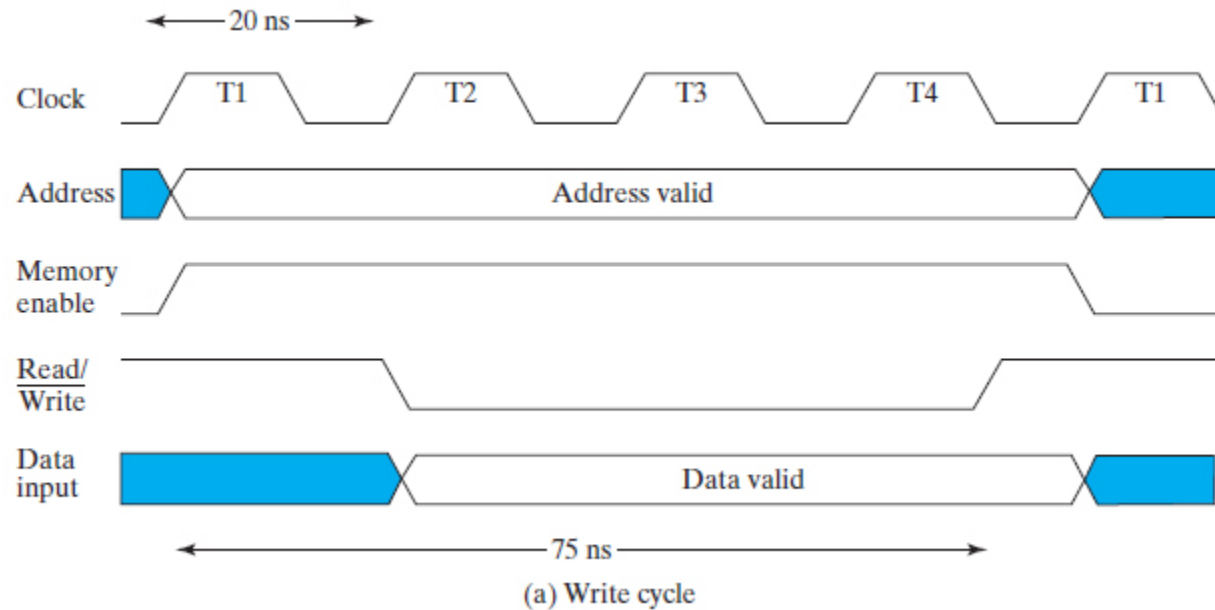 20 ns
Clock T1 T2 T3 T4 T1
Address Address valid
Memory
enable
Read/
Write
Data
input Data valid
75 ns
(a) Write cycle